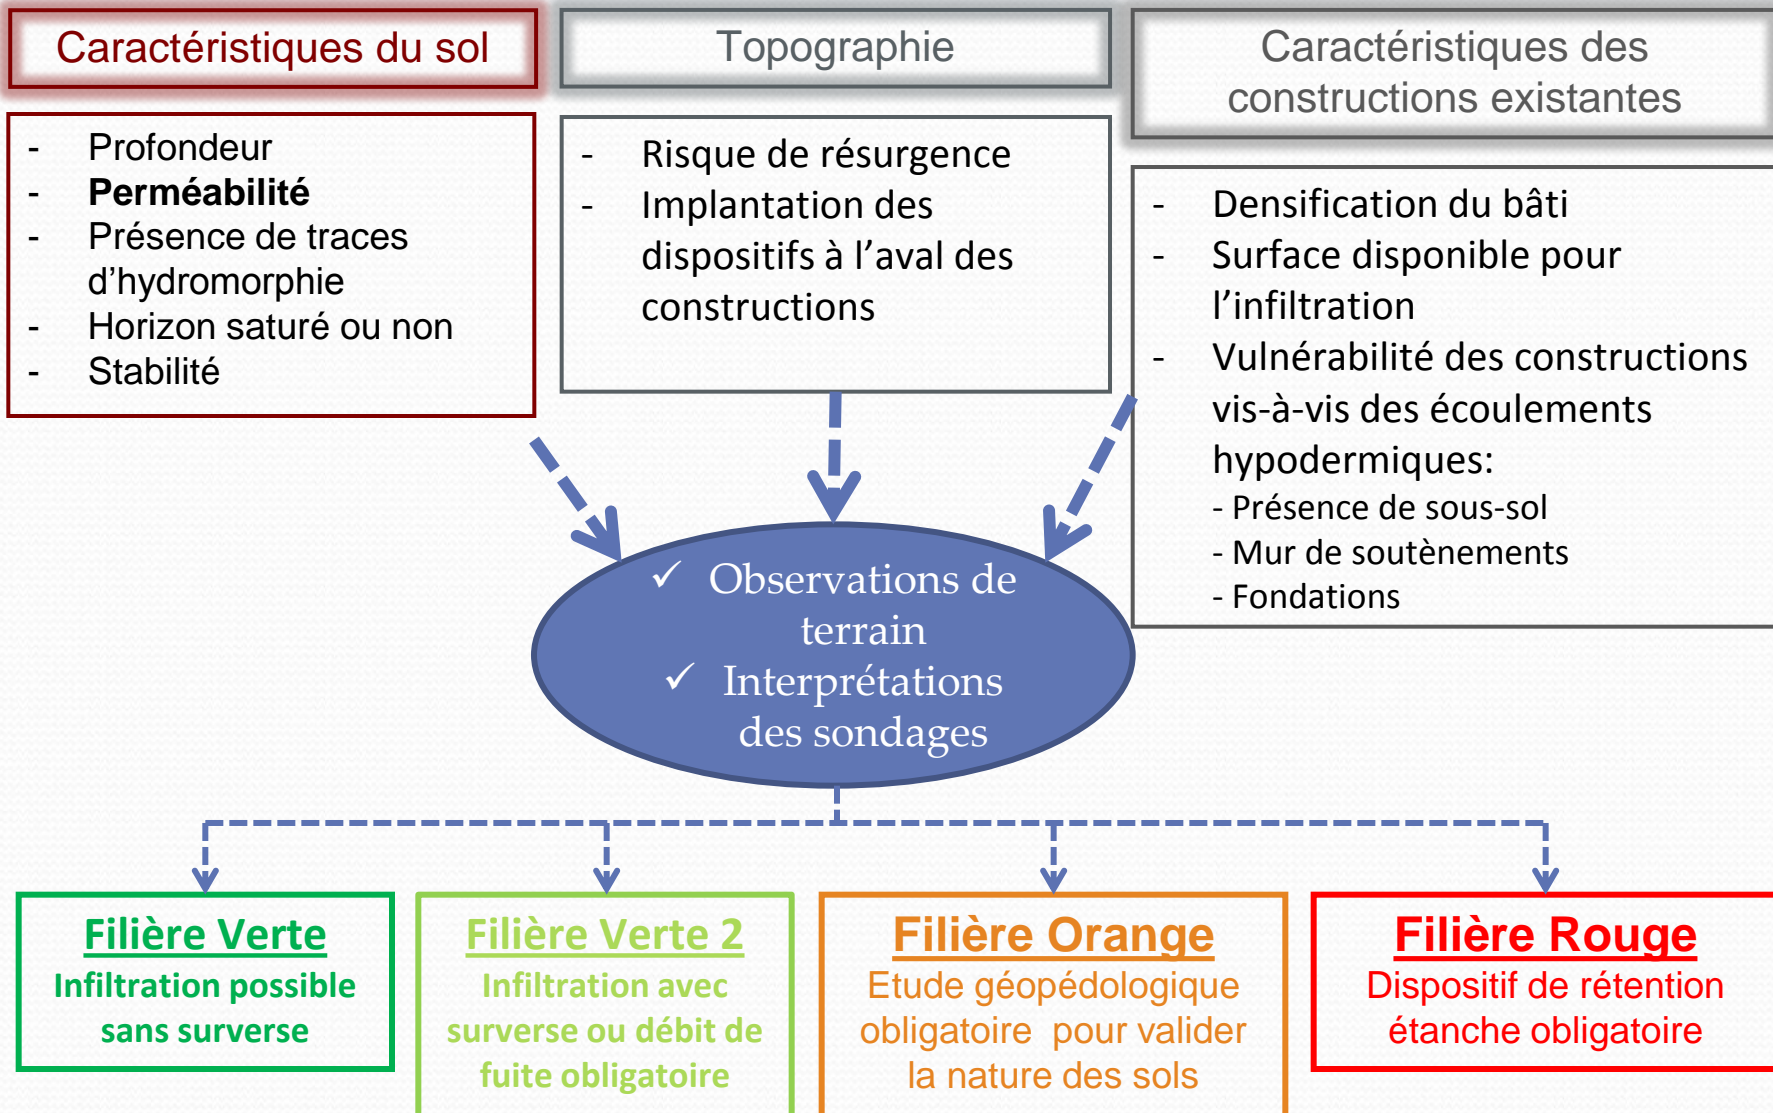 Caractéristiques du sol
- Profondeur
- Perméabilité
- Présence de traces
d’hydromorphie
- Horizon saturé ou non
- Stabilité
Topographie
- Risque de résurgence
- Implantation des
dispositifs à l’aval des
constructions
Caractéristiques des
constructions existantes
- Densification du bâti
- Surface disponible pour
l’infiltration
- Vulnérabilité des constructions
vis-à-vis des écoulements
hypodermiques:
- Présence de sous-sol
- Mur de soutènements
- Fondations
✓ Observations de
terrain
✓ Interprétations
des sondages
Filière Verte
Infiltration possible
sans surverse
Filière Verte 2
Infiltration avec
surverse ou débit de
fuite obligatoire
Filière Orange
Etude géopédologique
obligatoire pour valider
la nature des sols
Filière Rouge
Dispositif de rétention
étanche obligatoire